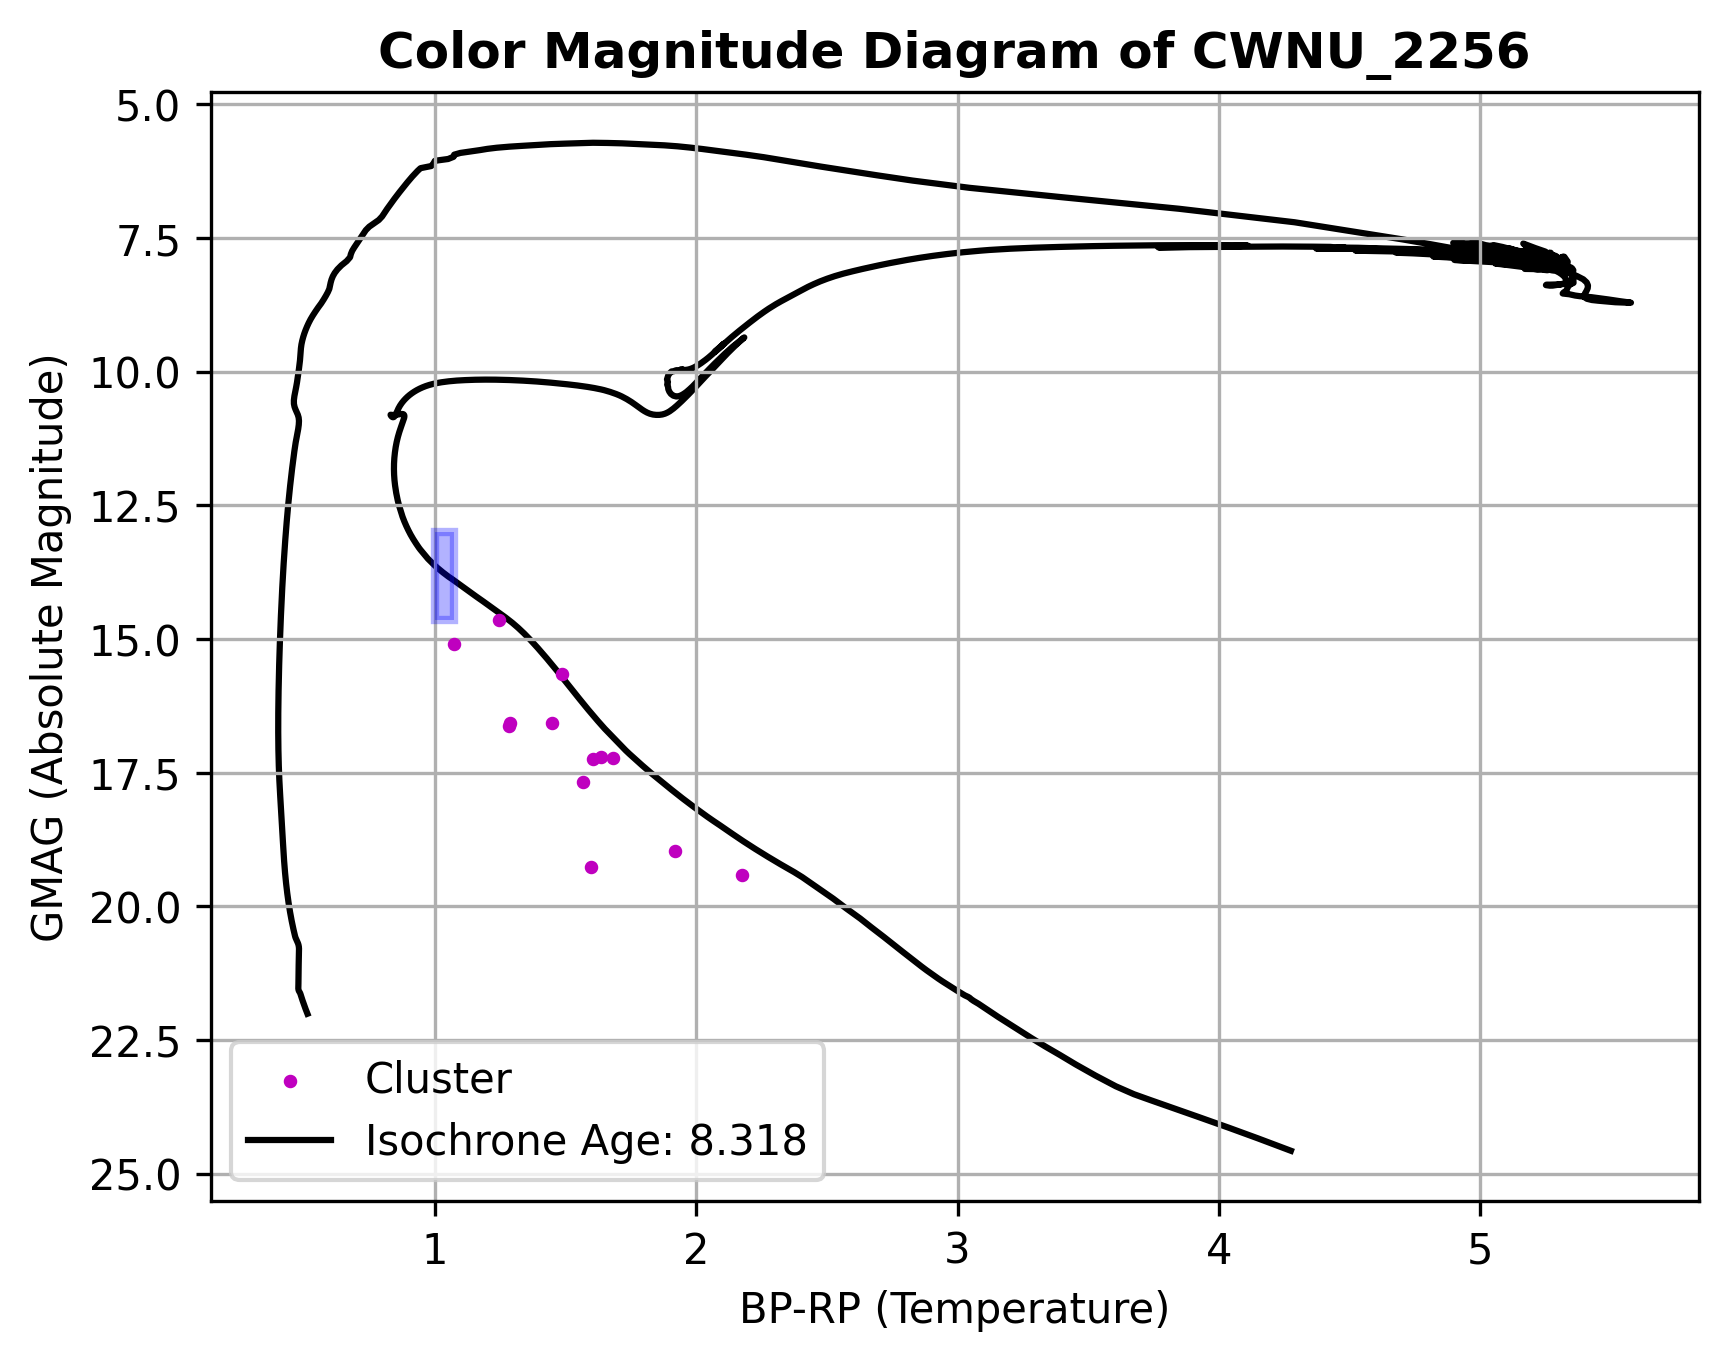 Color Magnitude Diagram of CWNU_2256
GMAG (Absolute Magnitude)
5.0
7.5
10.0
12.5
15.0
17.5
20.0
22.5
25.0
Cluster
Isochrone Age: 8.318
1 2 3 4 5
BP-RP (Temperature)